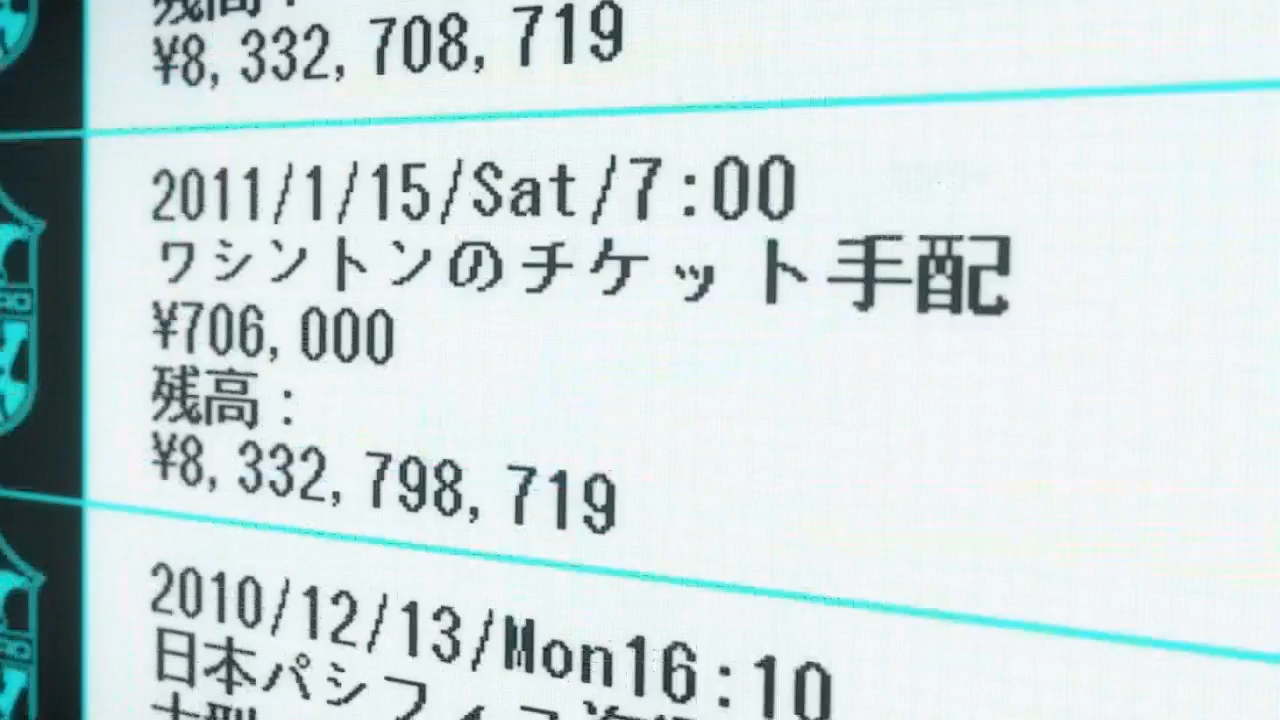 残高：
¥8,332,708,719
2011/1/15/Sat/7:00
ワシントンのチケット手配
¥706,000
残高：
¥8,332,798,719
2010/12/13/Mon16:10
日本パシフィ